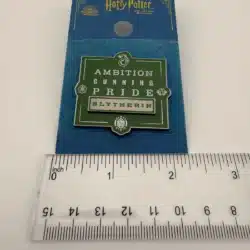 Harry Potter
AMBITION
CUNNING
PRIDE
SLYTHERIN
0 1 2 3
15 14 13 12 11 10 9 8